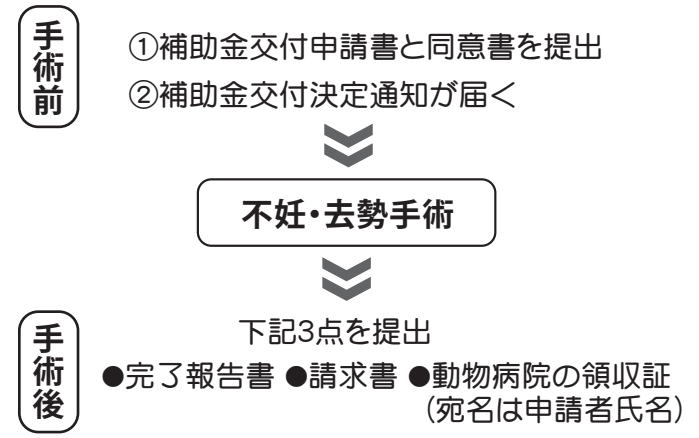 手術前
①補助金交付申請書と同意書を提出
②補助金交付決定通知が届く
不妊・去勢手術
手術後
下記3点を提出
●完了報告書 ●請求書 ●動物病院の領収証
(宛名は申請者氏名)